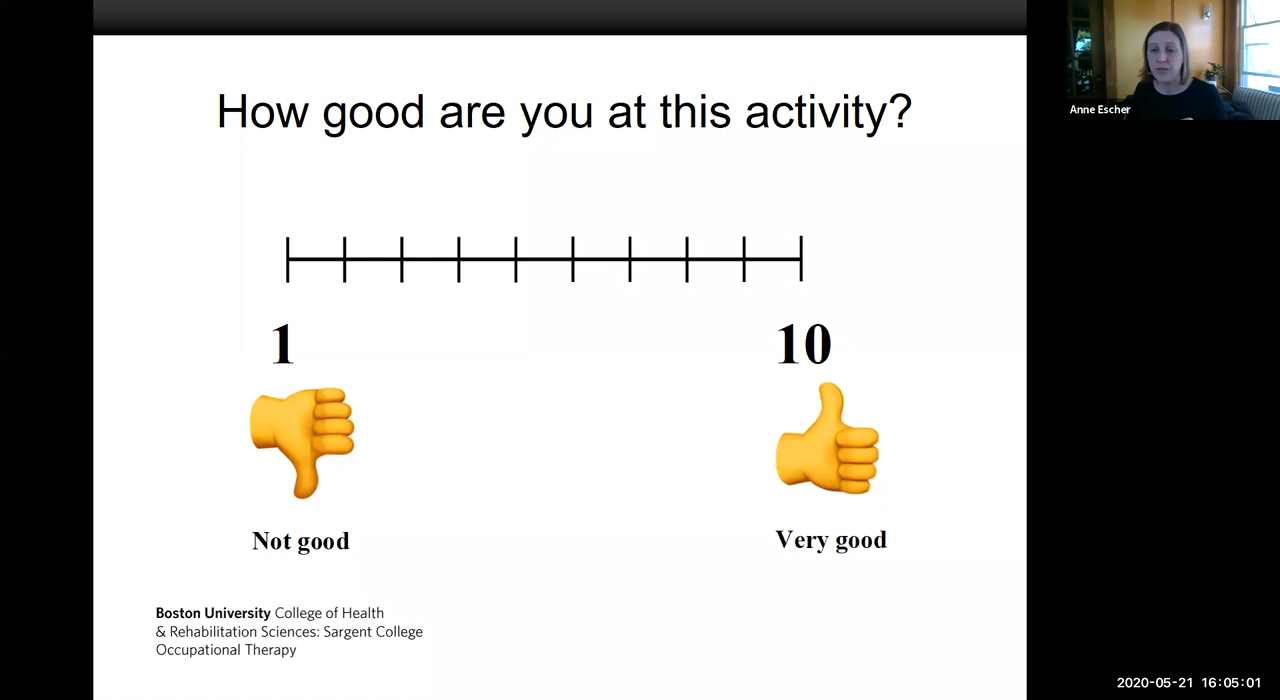 How good are you at this activity?
1
10
Not good
Very good
Boston University College of Health
& Rehabilitation Sciences: Sargent College
Occupational Therapy
Anne Escher
2020-05-21 16:05:01